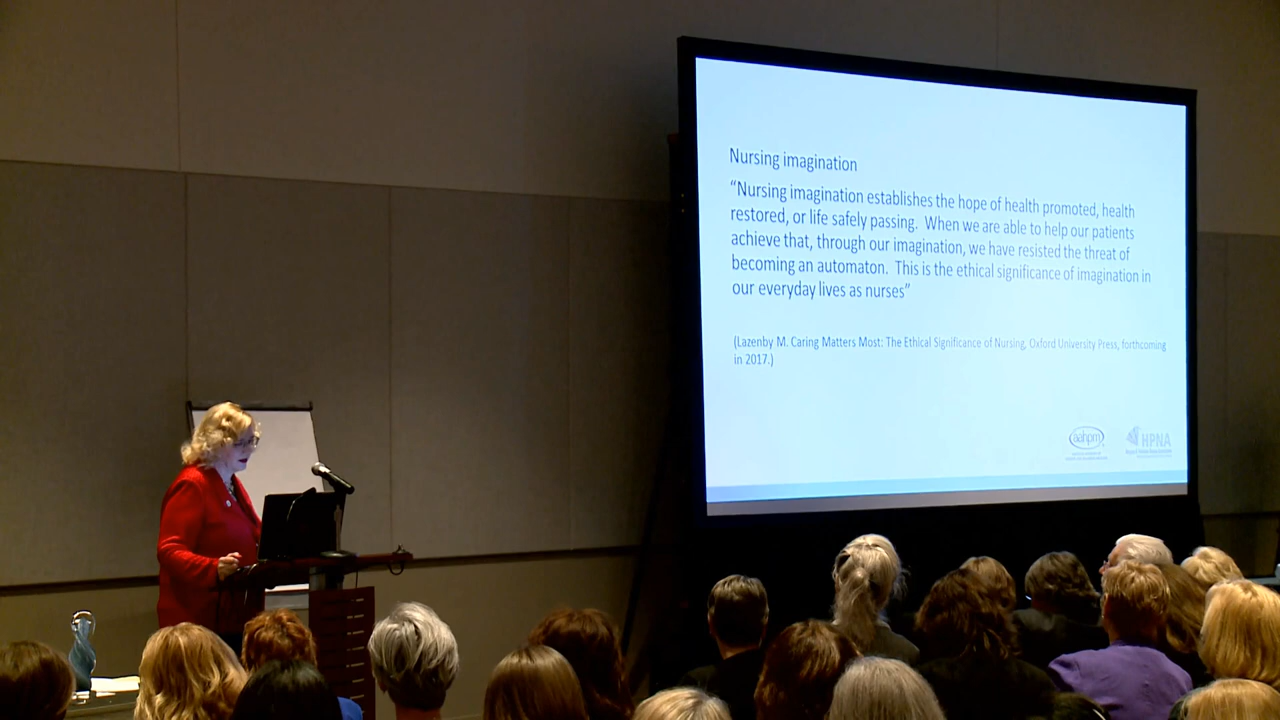 Nursing imagination
“Nursing imagination establishes the hope of health promoted, health
restored, or life safely passing.  When we are able to help our patients
achieve that, through our imagination, we have resisted the threat of
becoming an automaton.  This is the ethical significance of imagination in
our everyday lives as nurses”
(Lazenby M. Caring Matters Most: The Ethical Significance of Nursing, Oxford University Press, forthcoming
in 2017.)
aahpm
HPNA